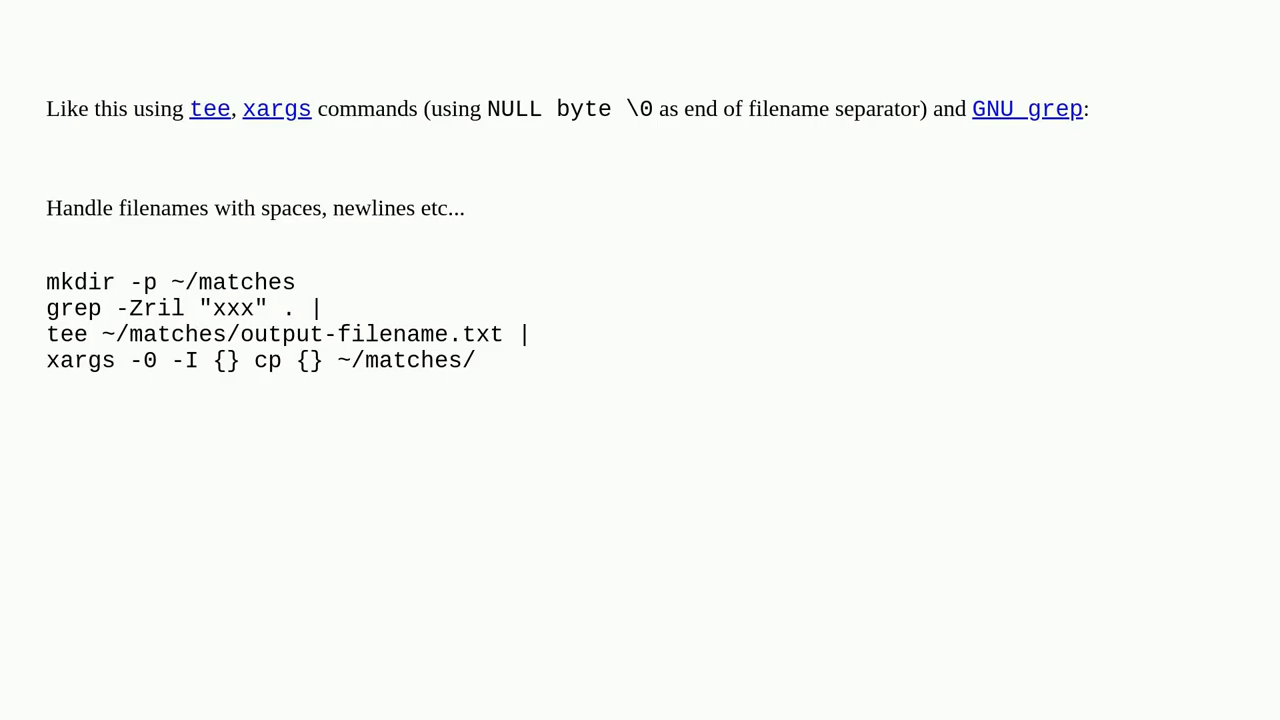 Like this using tee, xargs commands (using NULL byte \0 as end of filename separator) and GNU grep:
Handle filenames with spaces, newlines etc...
mkdir -p ~/matches
grep -Zril "xxx" . |
tee ~/matches/output-filename.txt |
xargs -0 -I {} cp {} ~/matches/